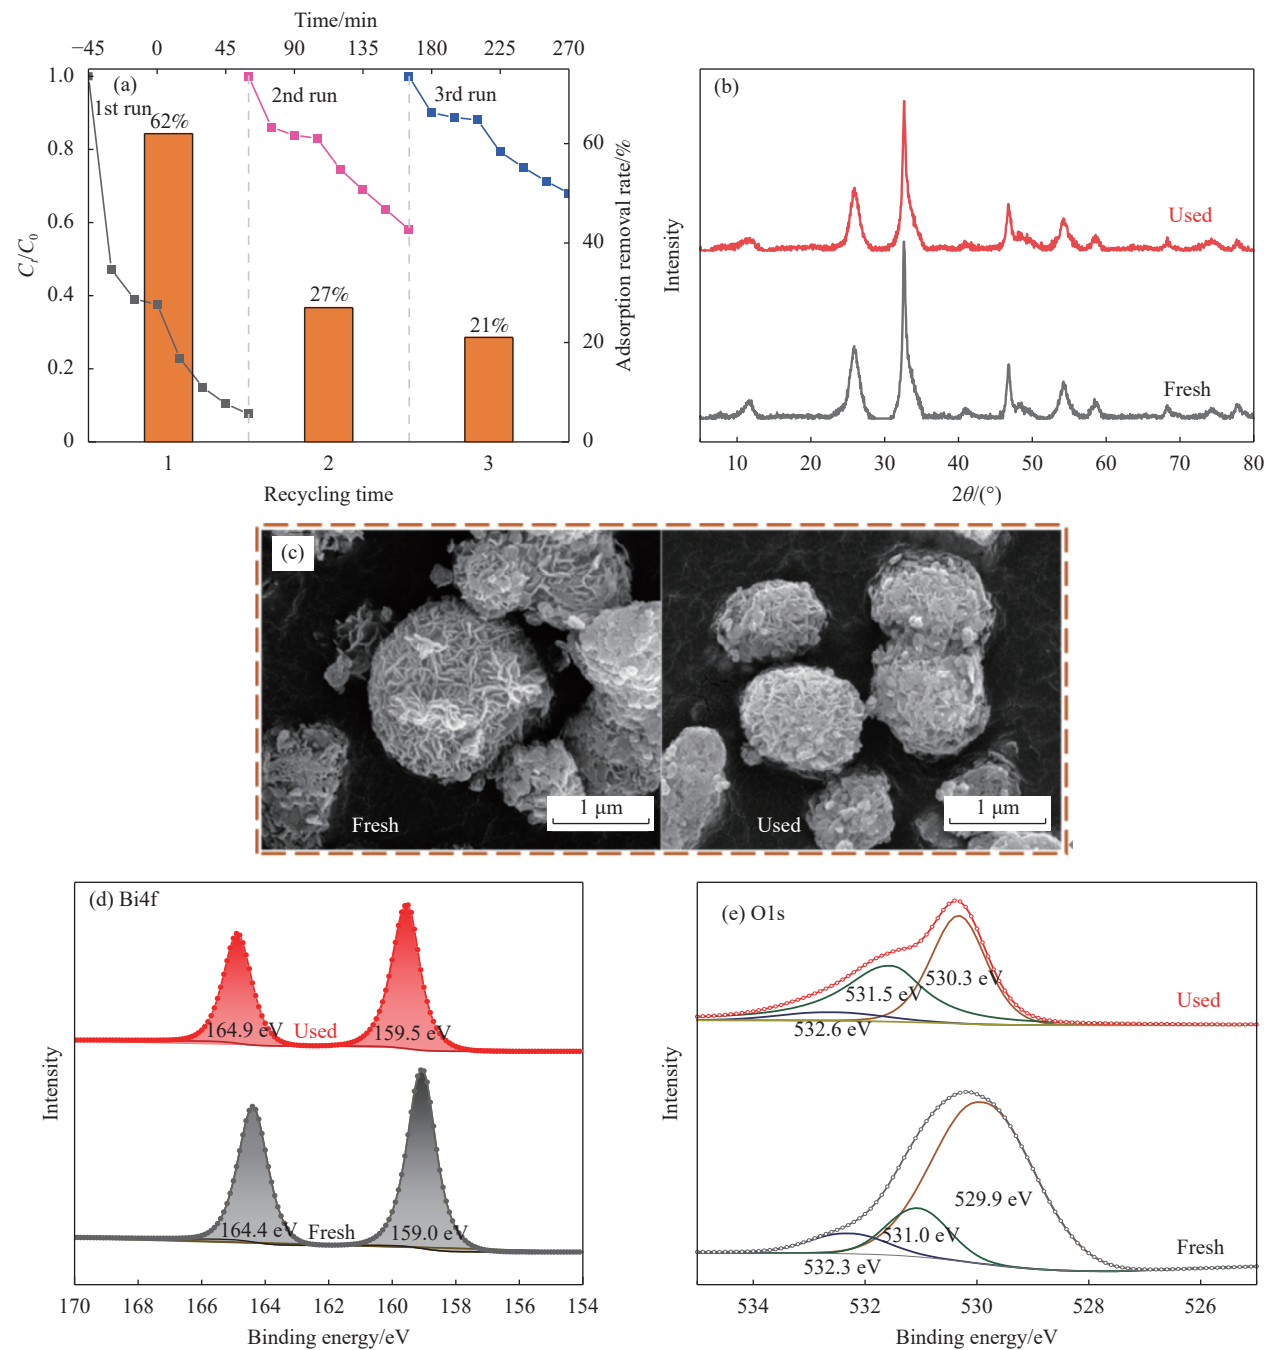 Time/min
−45 0 45 90 135 180 225 270
(a)
1st run
2nd run
3rd run
62%
27%
21%
1.0
0.8
0.6
0.4
0.2
0
Cₜ/C₀
60
40
20
0
Adsorption removal rate/%
1 2 3
Recycling time
(b)
Used
Fresh
Intensity
10 20 30 40 50 60 70 80
2θ/(°)
(c)
Fresh
1 μm
Used
1 μm
(d) Bi4f
164.9 eV
Used
159.5 eV
164.4 eV
Fresh
159.0 eV
Intensity
170 166 164 162 160 158 156 154
Binding energy/eV
(e) O1s
530.3 eV
531.5 eV
532.6 eV
Used
529.9 eV
531.0 eV
532.3 eV
Fresh
Intensity
534 532 530 528 526
Binding energy/eV